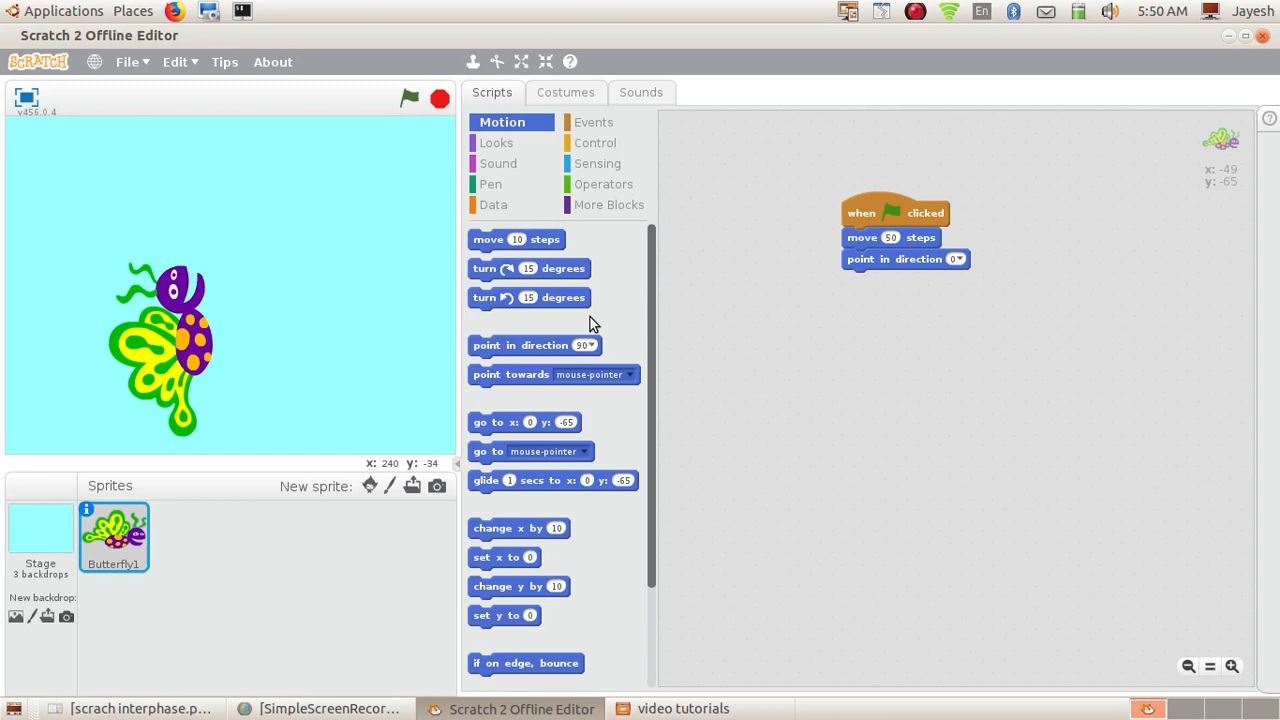 Applications Places En 5:50 AM Jayesh
Scratch 2 Offline Editor
SCRATCH File Edit Tips About
v456.0.4
Scripts Costumes Sounds
Motion Events
Looks Control
Sound Sensing
Pen Operators
Data More Blocks
move 10 steps
turn 15 degrees
turn 15 degrees
point in direction 90
point towards mouse-pointer
go to x: 0 y: -65
go to mouse-pointer
glide 1 secs to x: 0 y: -65
change x by 10
set x to 0
change y by 10
set y to 0
if on edge, bounce
when clicked
move 50 steps
point in direction 0
x: -49
y: -65
x: 240 y: -34
Sprites New sprite:
Stage
3 backdrops
New backdrop:
Butterfly1
[scrach interphase.p... [SimpleScreenRecor... Scratch 2 Offline Editor video tutorials